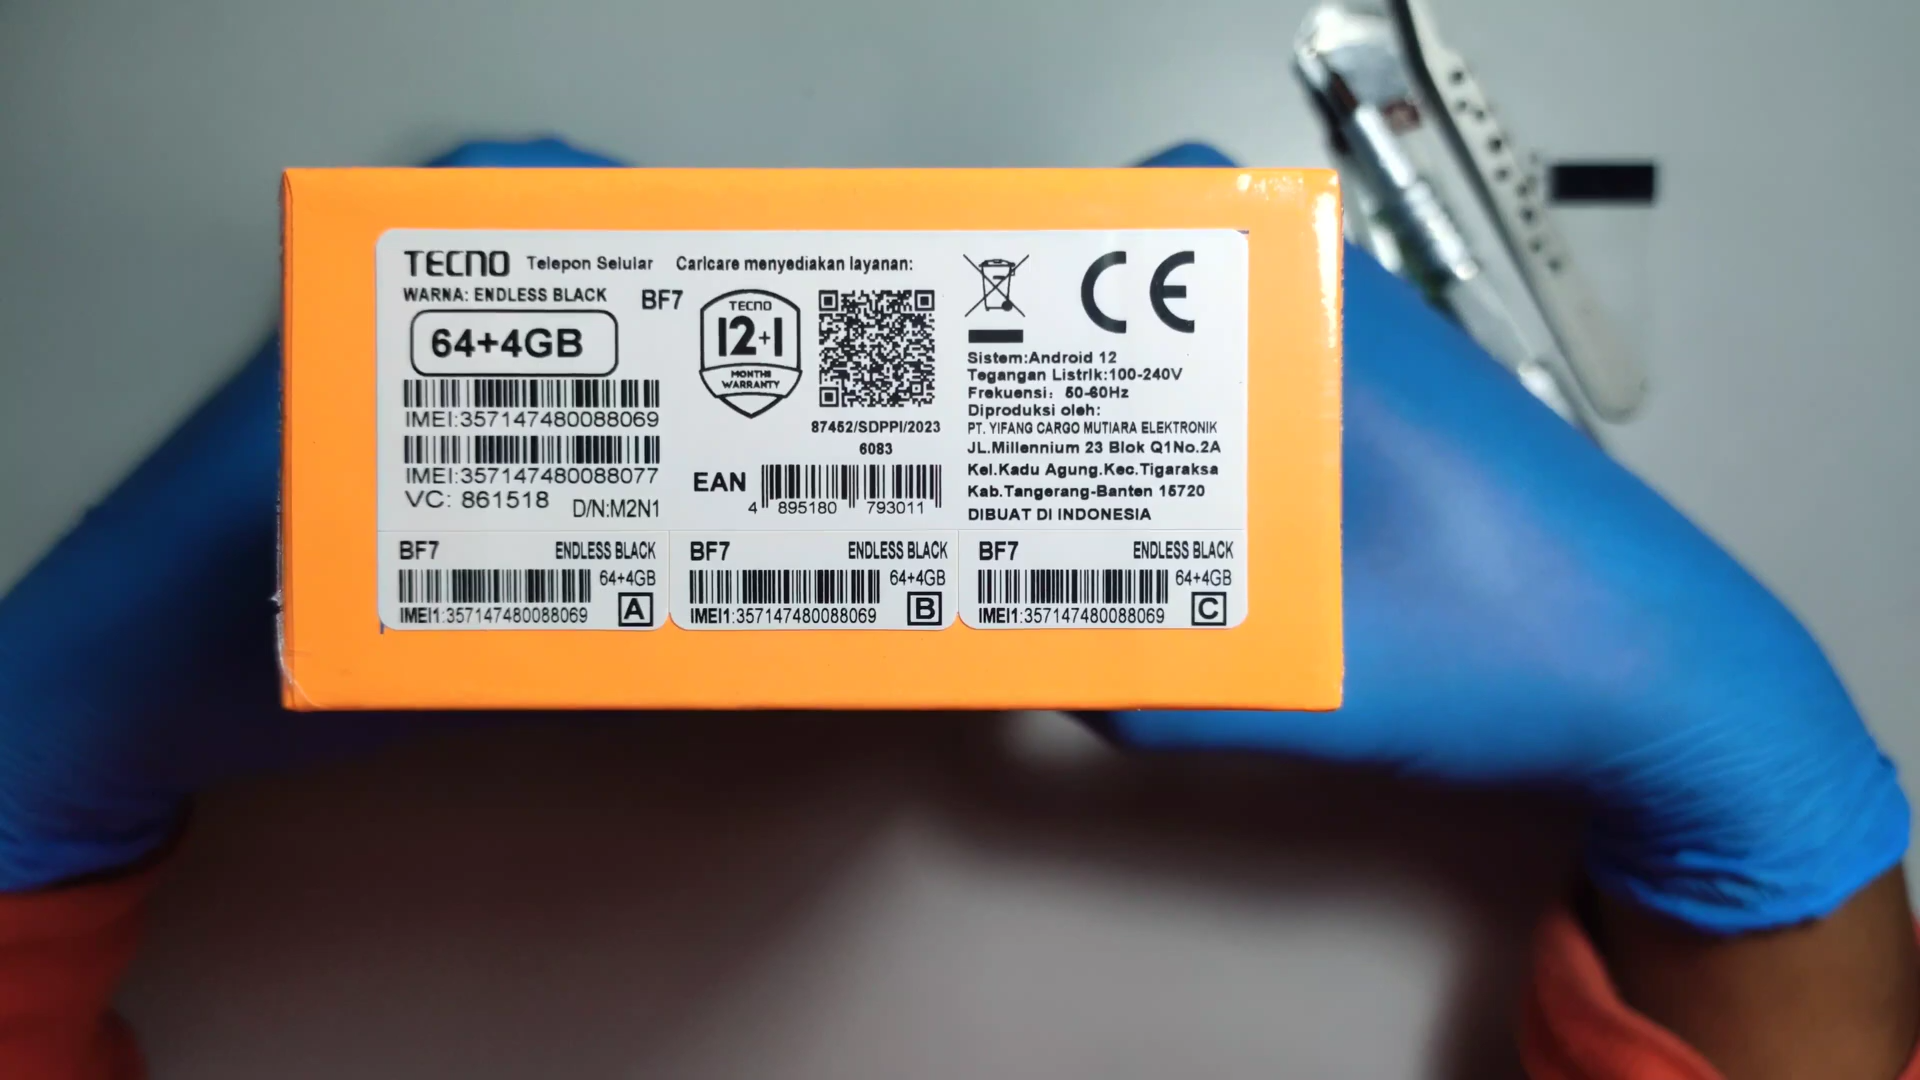 TECNO Telepon Selular Carlcare menyediakan layanan:
WARNA: ENDLESS BLACK BF7
64+4GB
IMEI:357147480088069
IMEI:357147480088077
VC: 861518 D/N:M2N1
TECNO
12+1
MONTHS
WARRANTY
87452/SDPPI/2023
6083
EAN
4 895180 793011
CE
Sistem:Android 12
Tegangan Listrik:100-240V
Frekuensi: 50-60Hz
Diproduksi oleh:
PT. YIFANG CARGO MUTIARA ELEKTRONIK
JL.Millennium 23 Blok Q1No.2A
Kel.Kadu Agung.Kec.Tigaraksa
Kab.Tangerang-Banten 15720
DIBUAT DI INDONESIA
BF7 ENDLESS BLACK
64+4GB
IMEI1:357147480088069 A
BF7 ENDLESS BLACK
64+4GB
IMEI1:357147480088069 B
BF7 ENDLESS BLACK
64+4GB
IMEI1:357147480088069 C